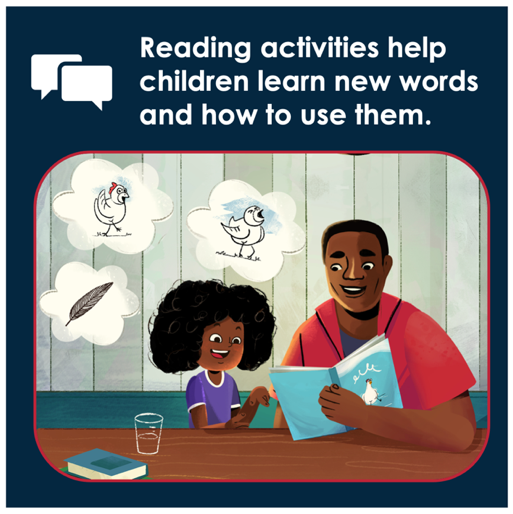 Reading activities help
children learn new words
and how to use them.